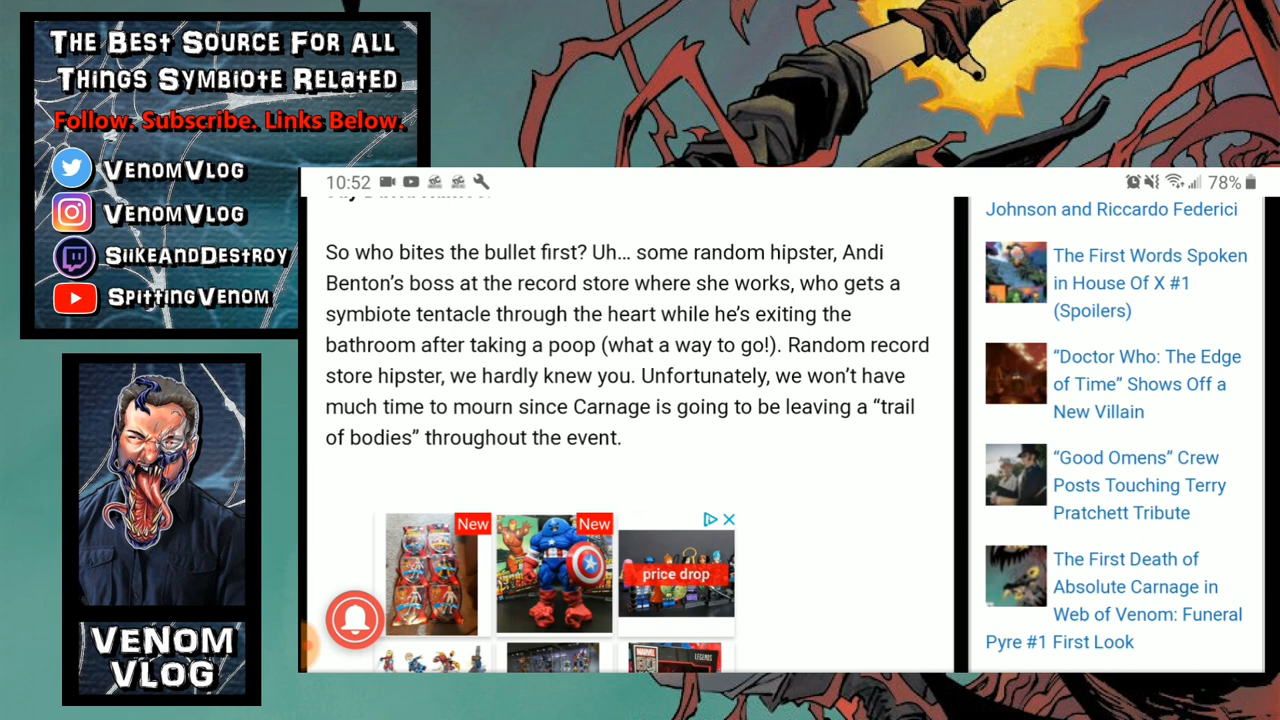 THE BEST SOURCE FOR ALL
THINGS SYMBIOTE RELATED
Follow. Subscribe. Links Below.
VENOMVLOG
VENOMVLOG
SIIKEANDDESTROY
SPITTINGVENOM
VENOM
VLOG
10:52
78%
So who bites the bullet first? Uh… some random hipster, Andi
Benton’s boss at the record store where she works, who gets a
symbiote tentacle through the heart while he’s exiting the
bathroom after taking a poop (what a way to go!). Random record
store hipster, we hardly knew you. Unfortunately, we won’t have
much time to mourn since Carnage is going to be leaving a “trail
of bodies” throughout the event.
New
New
price drop
Johnson and Riccardo Federici
The First Words Spoken
in House Of X #1
(Spoilers)
“Doctor Who: The Edge
of Time” Shows Off a
New Villain
“Good Omens” Crew
Posts Touching Terry
Pratchett Tribute
The First Death of
Absolute Carnage in
Web of Venom: Funeral
Pyre #1 First Look